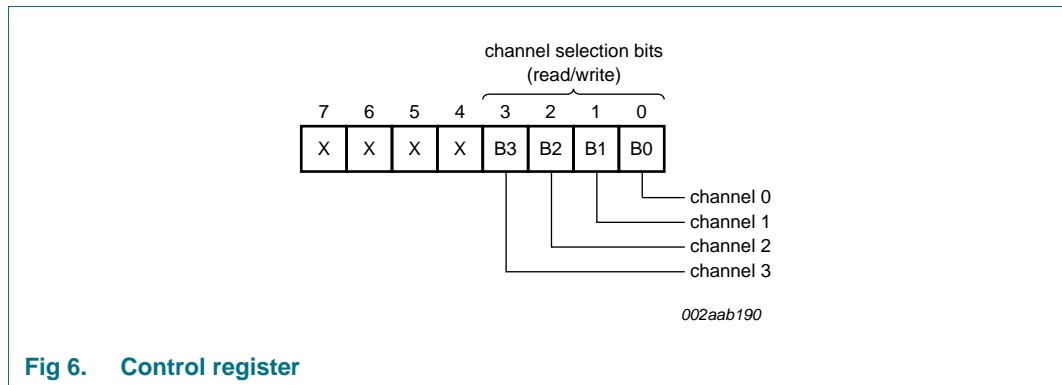 channel selection bits
(read/write)
7 6 5 4 3 2 1 0
X X X X B3 B2 B1 B0
channel 0
channel 1
channel 2
channel 3
002aab190
Fig 6. Control register